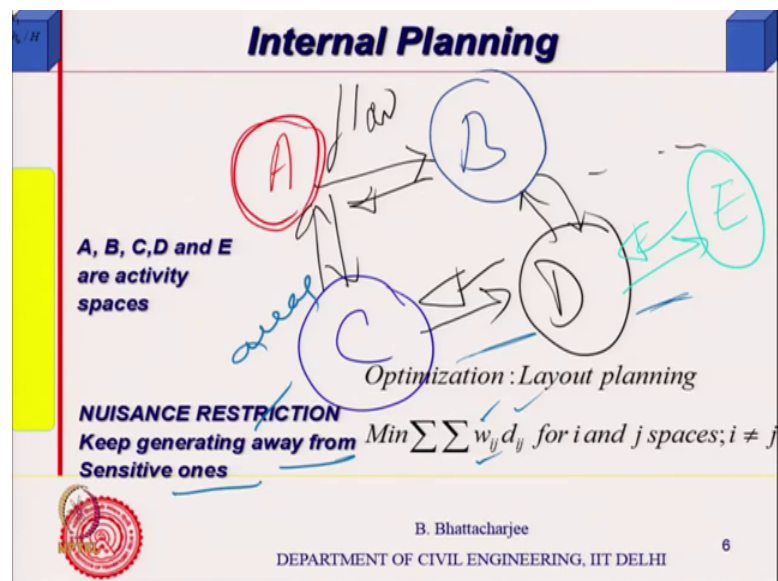 Internal Planning
flow
A
B
E
A, B, C,D and E
are activity
spaces
D
C
Optimization : Layout planning
NUISANCE RESTRICTION
Keep generating away from
Sensitive ones
Min∑∑ w_ij d_ij for i and j spaces; i ≠ j
NPTEL
B. Bhattacharjee
DEPARTMENT OF CIVIL ENGINEERING, IIT DELHI
6